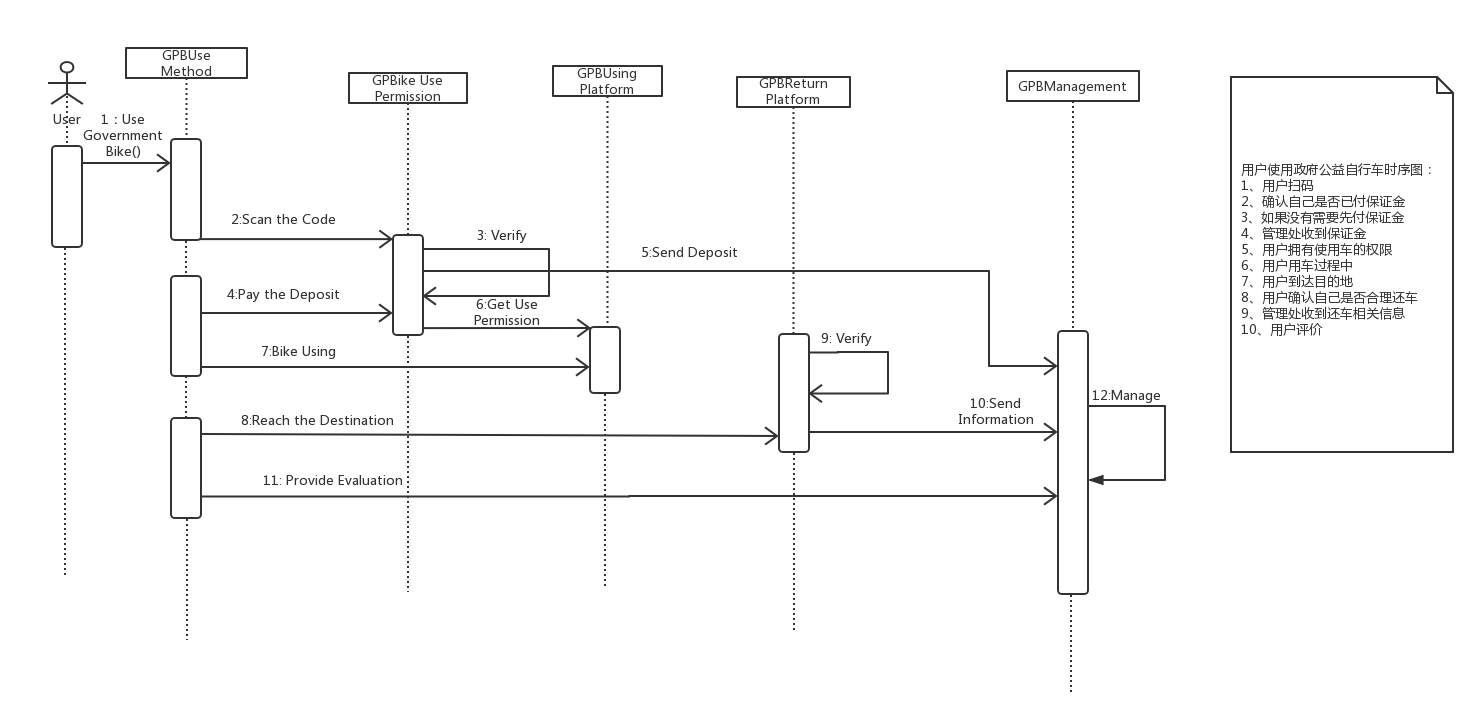 GPBUse
Method
GPBike Use
Permission
GPBUsing
Platform
GPBReturn
Platform
GPBManagement
User
1：Use
Government
Bike()
2:Scan the Code
3: Verify
5:Send Deposit
4:Pay the Deposit
6:Get Use
Permission
7:Bike Using
9: Verify
8:Reach the Destination
10:Send
Information
12:Manage
11: Provide Evaluation
用户使用政府公益自行车时序图：
1、用户扫码
2、确认自己是否已付保证金
3、如果没有需要先付保证金
4、管理处收到保证金
5、用户拥有使用车的权限
6、用户用车过程中
7、用户到达目的地
8、用户确认自己是否合理还车
9、管理处收到还车相关信息
10、用户评价